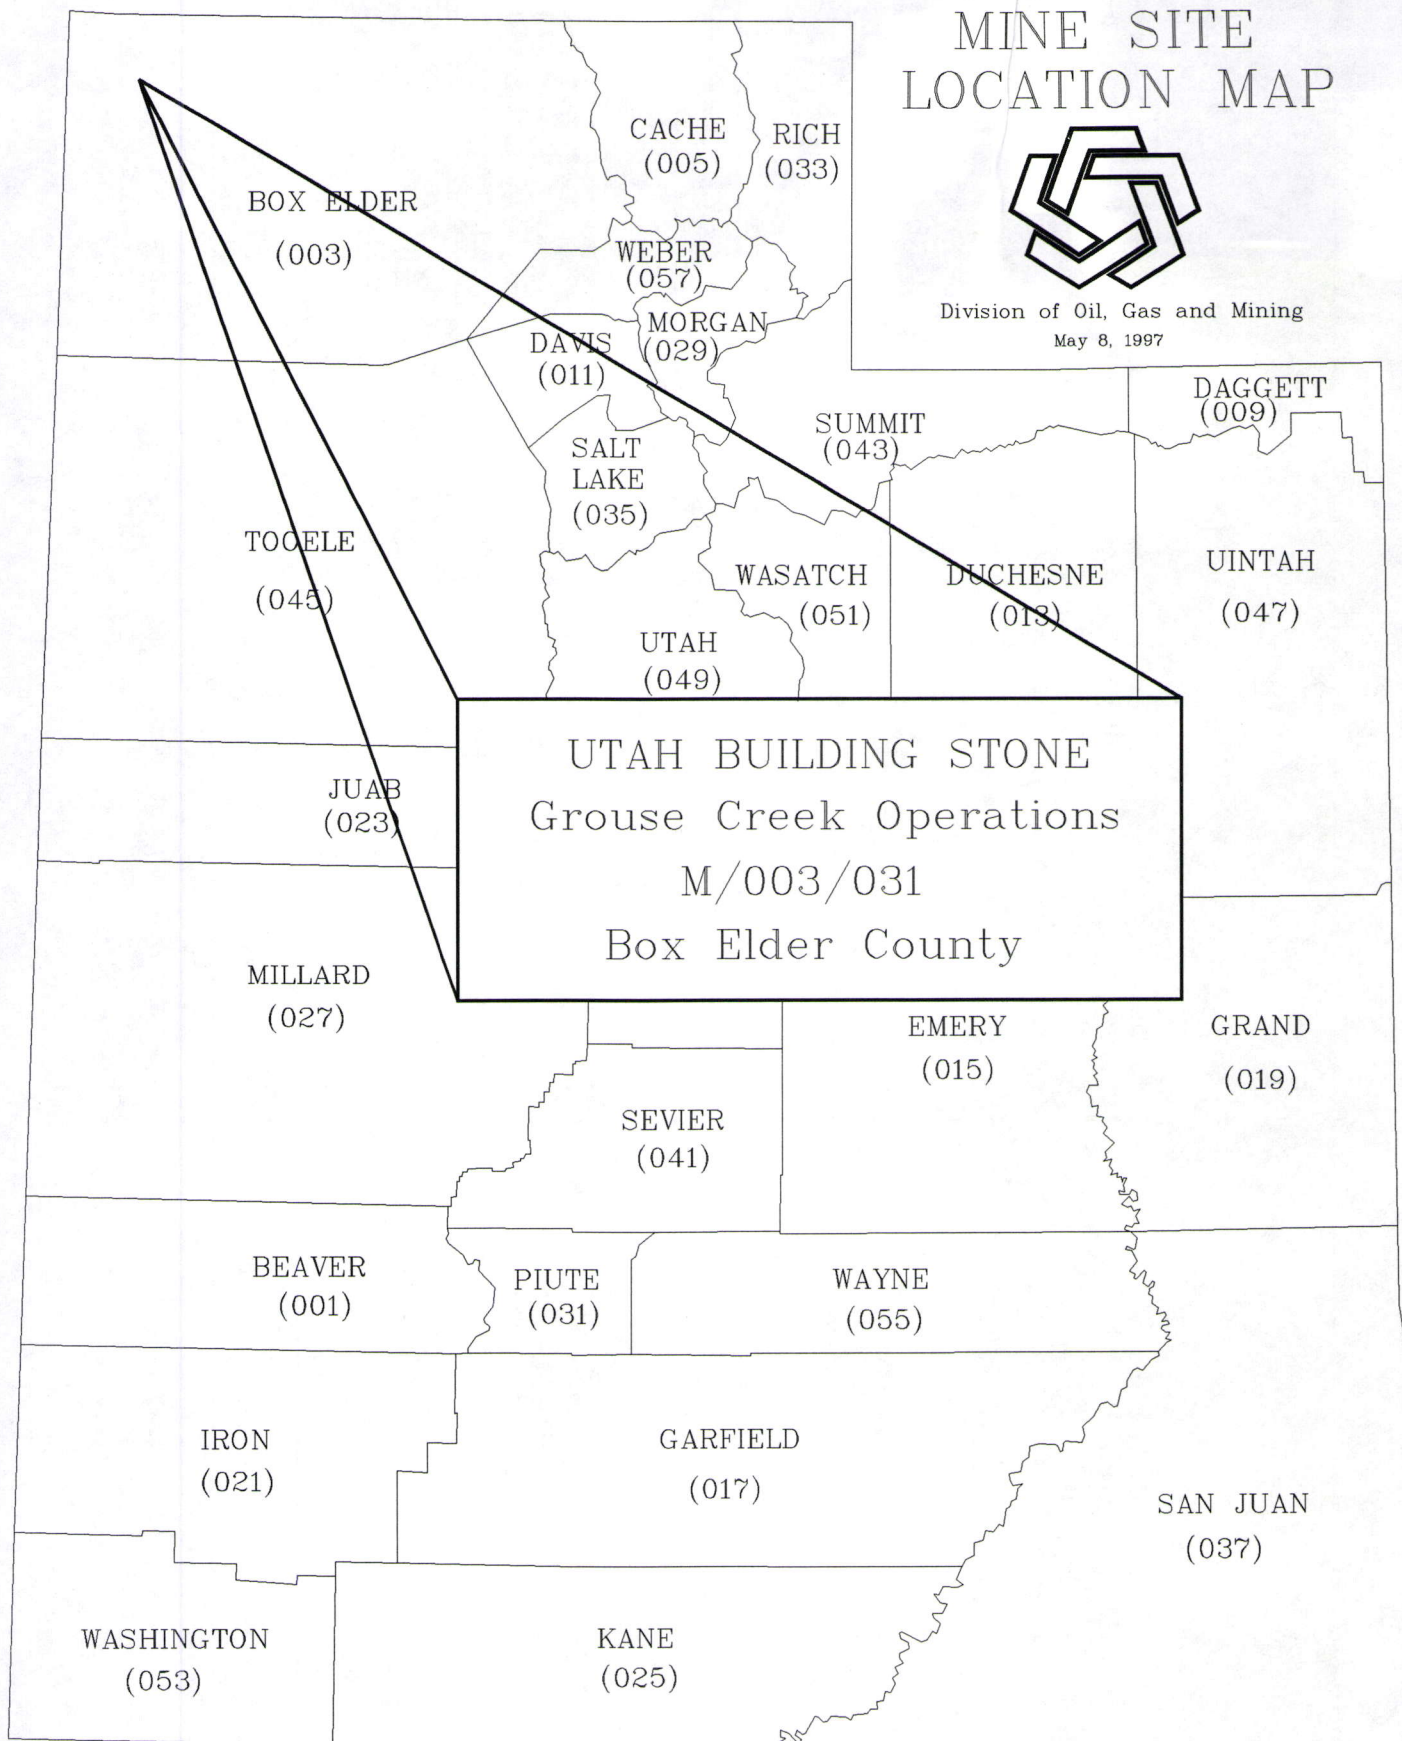 MINE SITE
LOCATION MAP
Division of Oil, Gas and Mining
May 8, 1997
CACHE
(005)
RICH
(033)
BOX ELDER
(003)
WEBER
(057)
MORGAN
(029)
DAVIS
(011)
DAGGETT
(009)
SUMMIT
(043)
SALT
LAKE
(035)
TOOELE
(045)
WASATCH
(051)
DUCHESNE
(013)
UINTAH
(047)
UTAH
(049)
JUAB
(023)
UTAH BUILDING STONE
Grouse Creek Operations
M/003/031
Box Elder County
MILLARD
(027)
EMERY
(015)
GRAND
(019)
SEVIER
(041)
BEAVER
(001)
PIUTE
(031)
WAYNE
(055)
IRON
(021)
GARFIELD
(017)
SAN JUAN
(037)
WASHINGTON
(053)
KANE
(025)